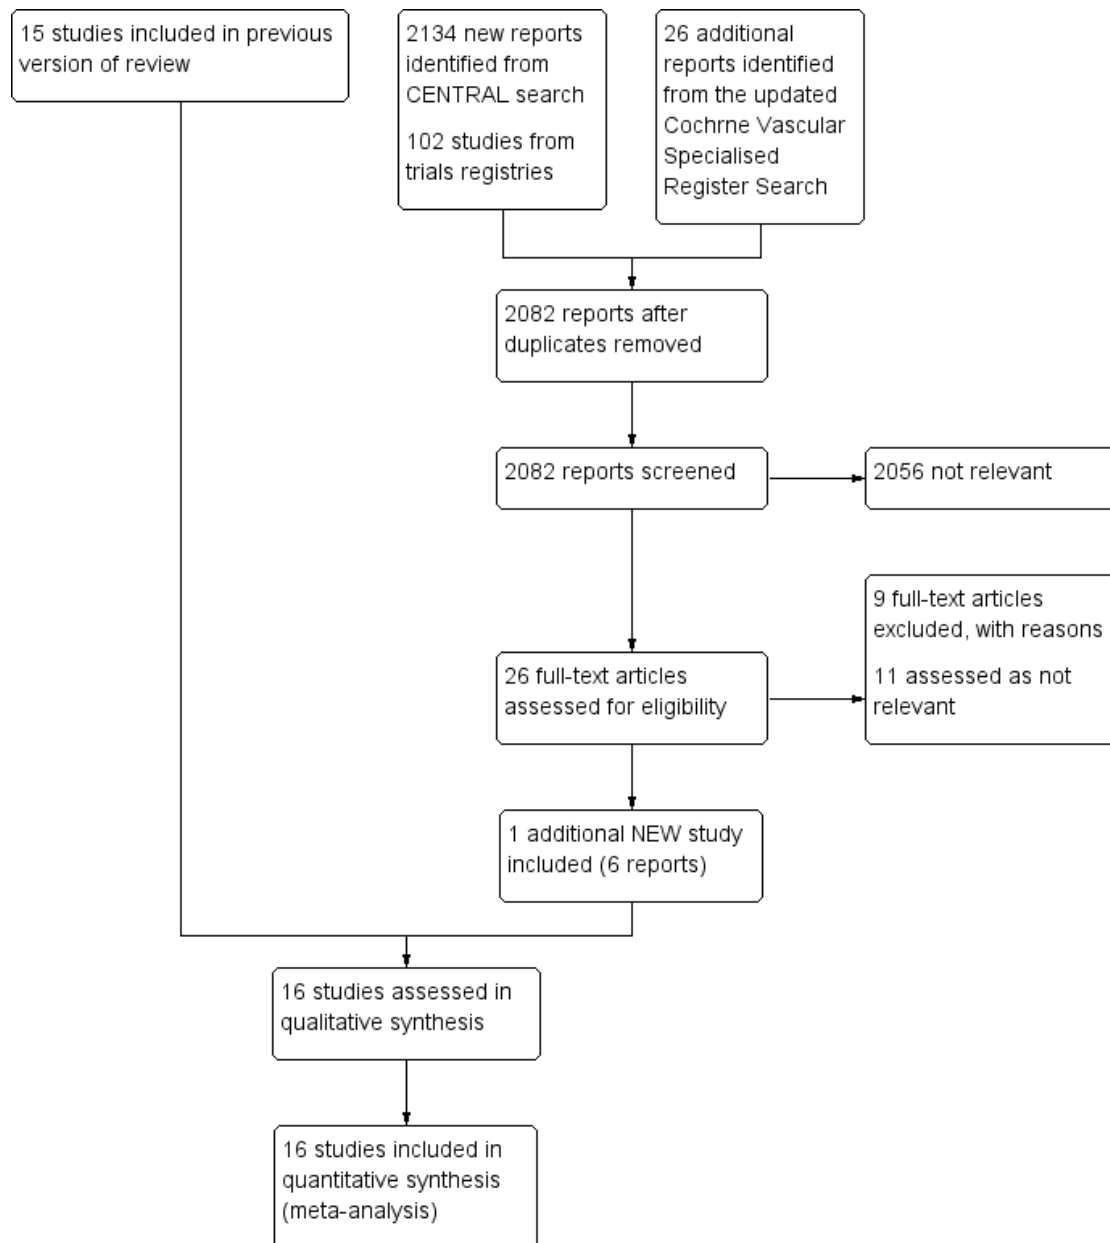 15 studies included in previous
version of review
2134 new reports
identified from
CENTRAL search
102 studies from
trials registries
26 additional
reports identified
from the updated
Cochrne Vascular
Specialised
Register Search
2082 reports after
duplicates removed
2082 reports screened
2056 not relevant
9 full-text articles
excluded, with reasons
11 assessed as not
relevant
26 full-text articles
assessed for eligibility
1 additional NEW study
included (6 reports)
16 studies assessed in
qualitative synthesis
16 studies included in
quantitative synthesis
(meta-analysis)